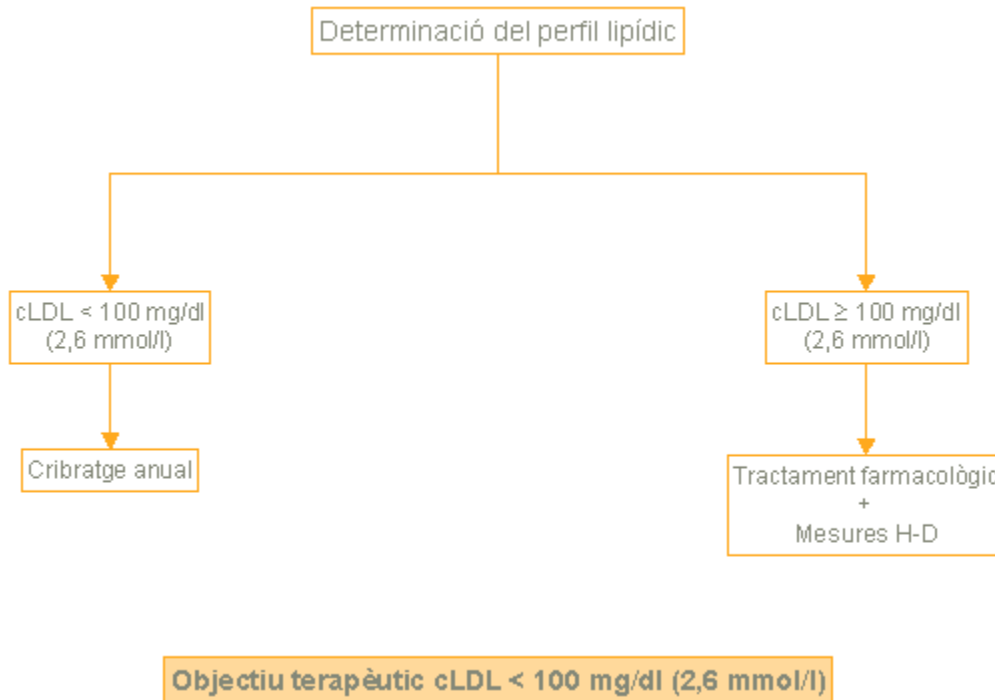 Determinació del perfil lipídic
cLDL < 100 mg/dl
(2,6 mmol/l)
cLDL ≥ 100 mg/dl
(2,6 mmol/l)
Cribratge anual
Tractament farmacològic
+
Mesures H-D
Objectiu terapèutic cLDL < 100 mg/dl (2,6 mmol/l)